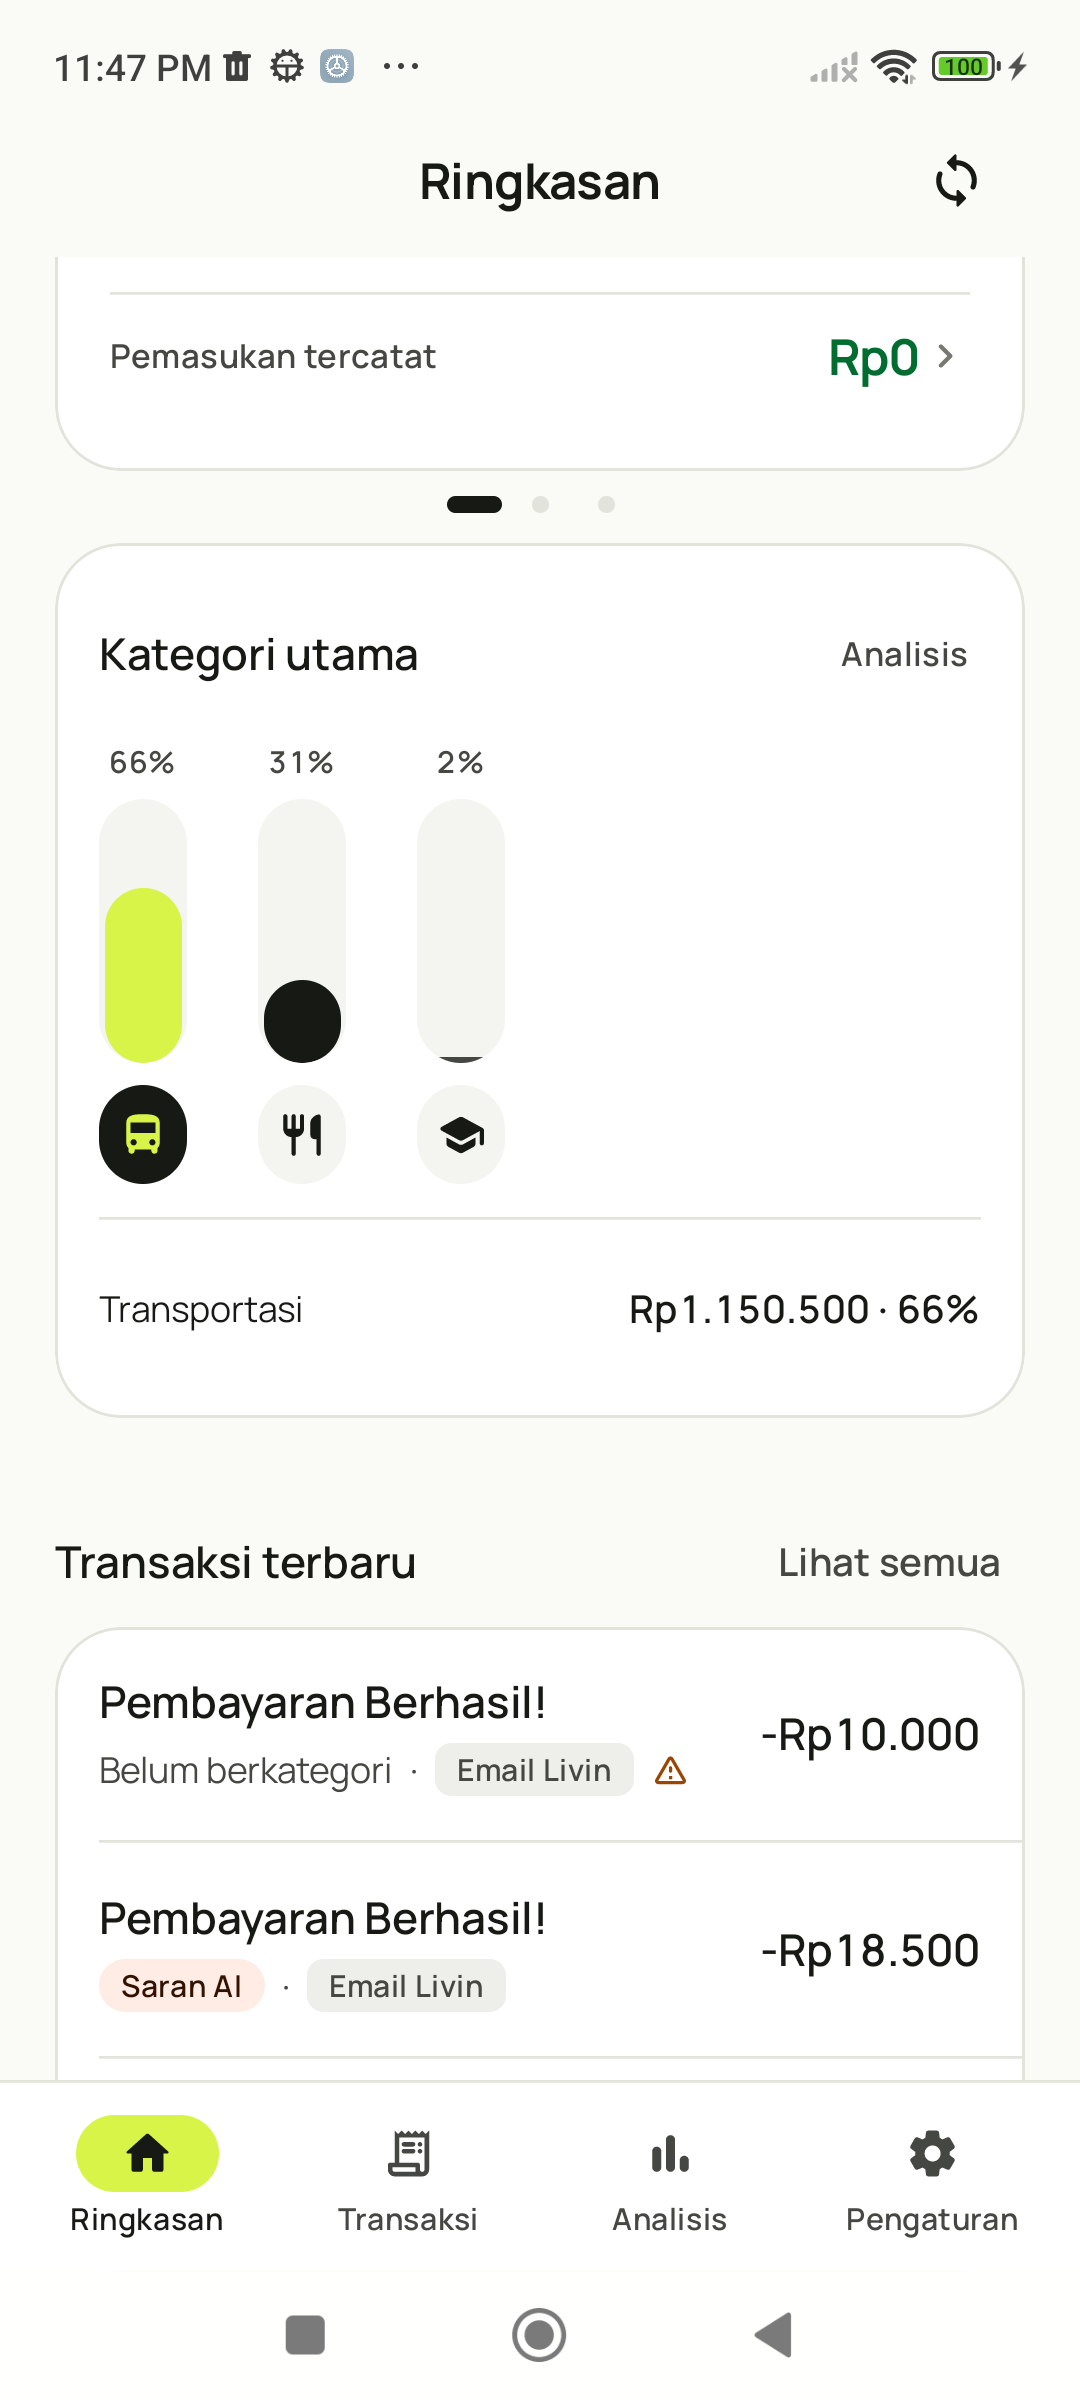 11:47 PM
100
Ringkasan
Pemasukan tercatat
Rp0
Kategori utama
Analisis
66%
31%
2%
Transportasi
Rp1.150.500 · 66%
Transaksi terbaru
Lihat semua
Pembayaran Berhasil!
-Rp10.000
Belum berkategori · Email Livin
Pembayaran Berhasil!
-Rp18.500
Saran AI · Email Livin
Ringkasan
Transaksi
Analisis
Pengaturan